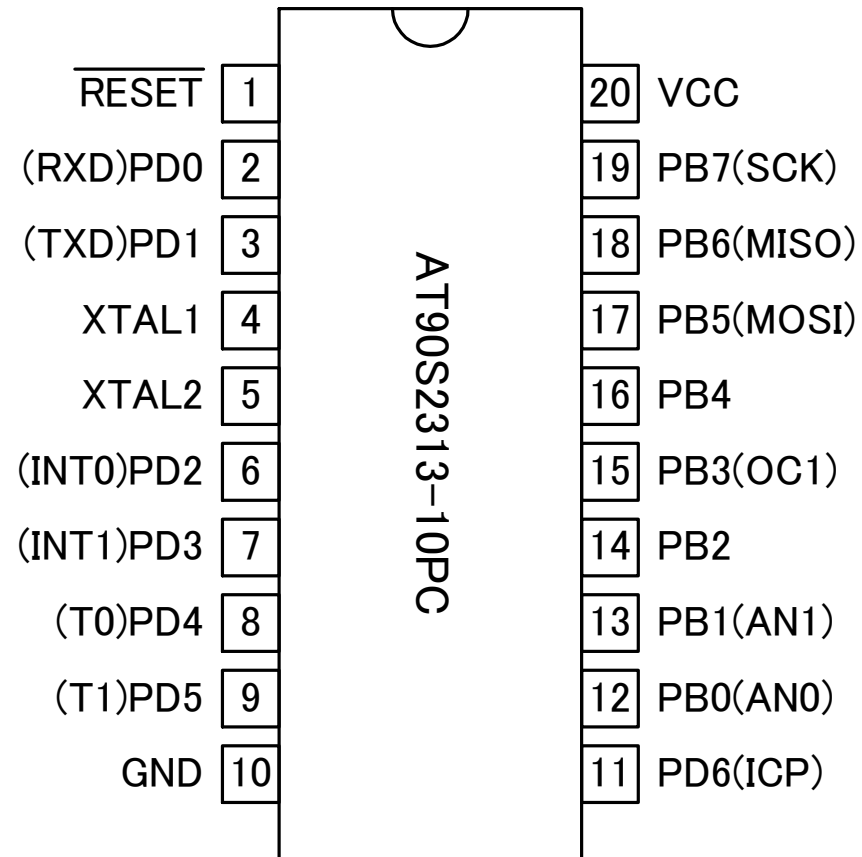 RESET 1
(RXD)PD0 2
(TXD)PD1 3
XTAL1 4
XTAL2 5
(INT0)PD2 6
(INT1)PD3 7
(T0)PD4 8
(T1)PD5 9
GND 10
AT90S2313-10PC
20 VCC
19 PB7(SCK)
18 PB6(MISO)
17 PB5(MOSI)
16 PB4
15 PB3(OC1)
14 PB2
13 PB1(AN1)
12 PB0(AN0)
11 PD6(ICP)